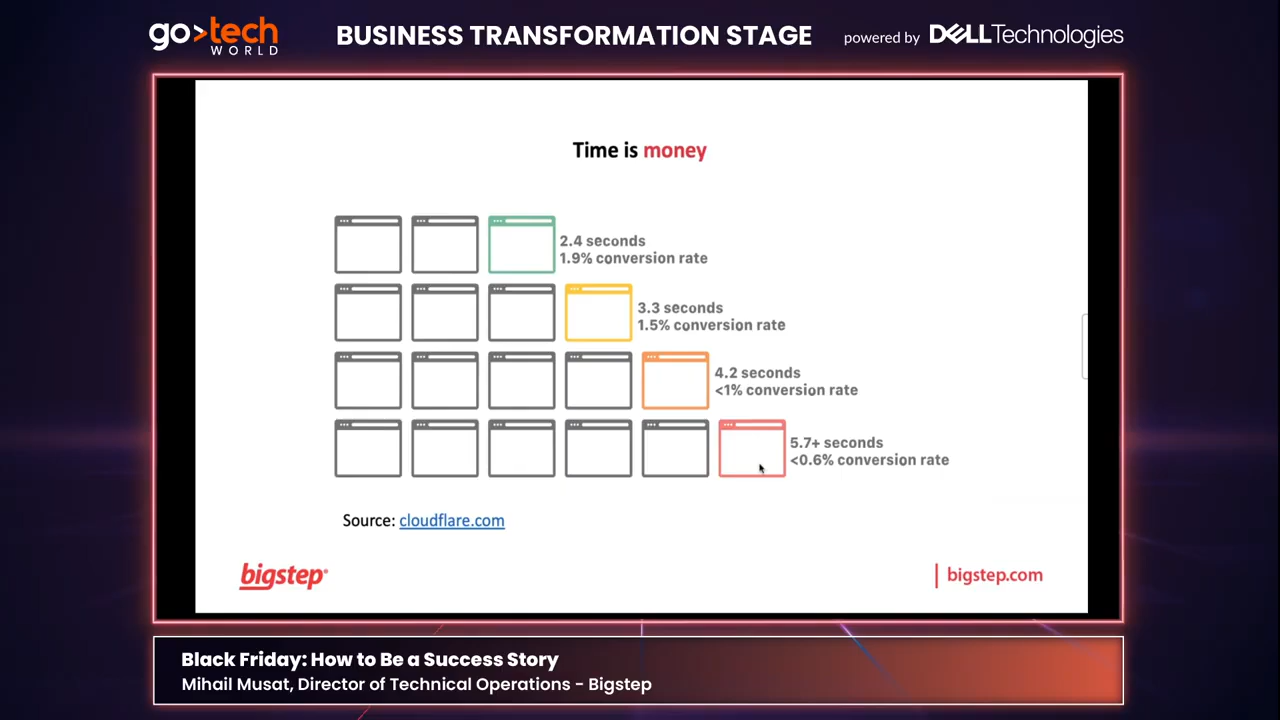 go>tech
WORLD
BUSINESS TRANSFORMATION STAGE
powered by DELL Technologies
Time is money
2.4 seconds
1.9% conversion rate
3.3 seconds
1.5% conversion rate
4.2 seconds
<1% conversion rate
5.7+ seconds
<0.6% conversion rate
Source: cloudflare.com
bigstep®
bigstep.com
Black Friday: How to Be a Success Story
Mihail Musat, Director of Technical Operations - Bigstep